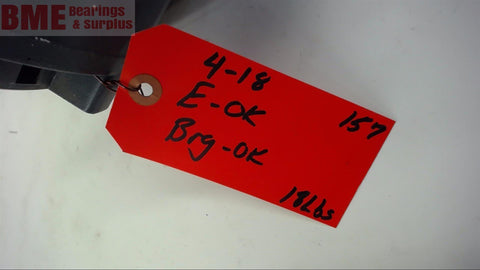 BME Bearings
& Surplus
4-18
E-OK
Brg-OK
157
18Lbs